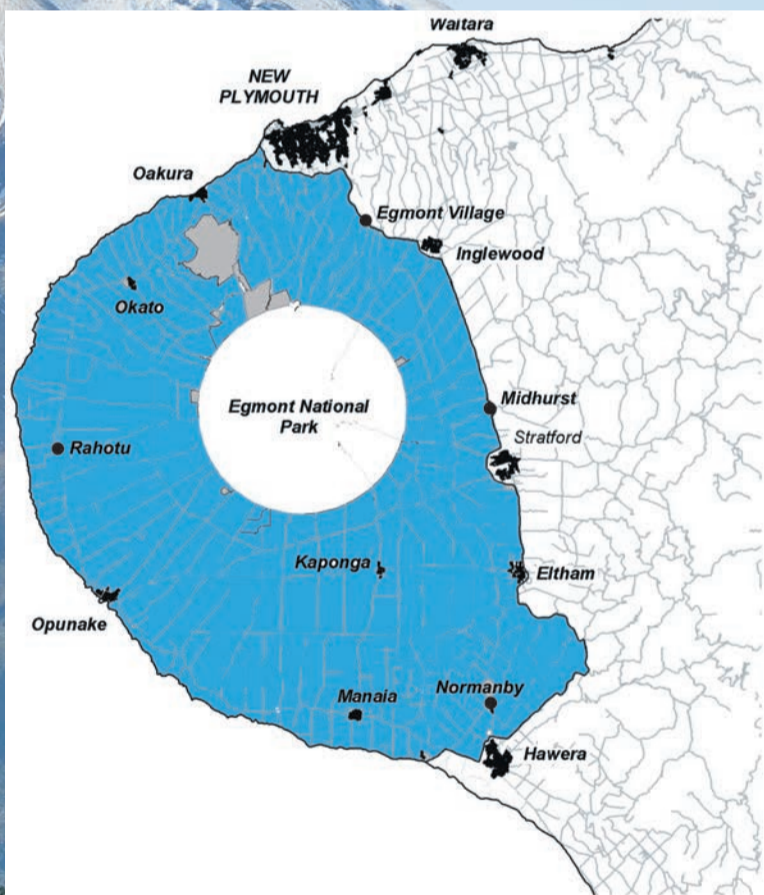 Waitara
NEW
PLYMOUTH
Oakura
Egmont Village
Inglewood
Okato
Egmont National
Park
Midhurst
Stratford
Rahotu
Kaponga
Eltham
Opunake
Manaia
Normanby
Hawera